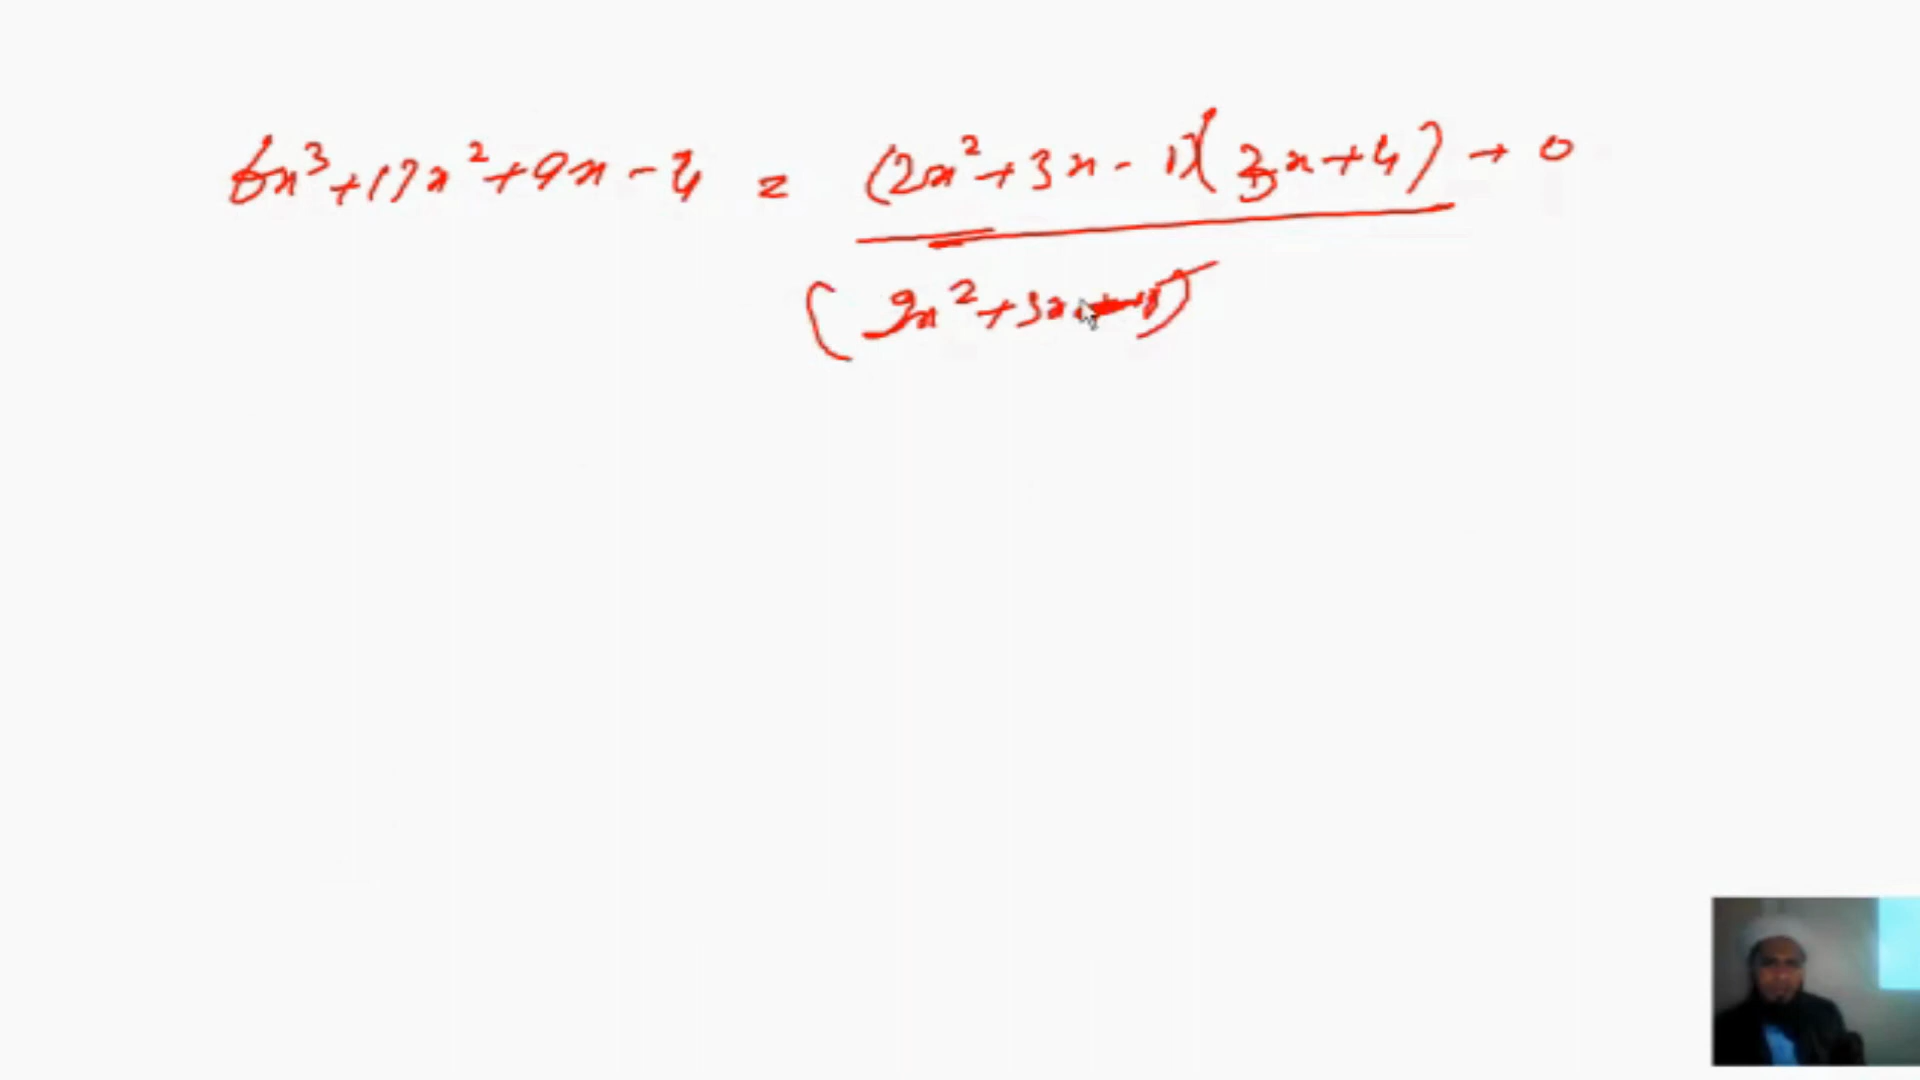 6x³+17x²+9x-4 = (2x²+3x-1)(3x+4) + 0
(2x²+3x